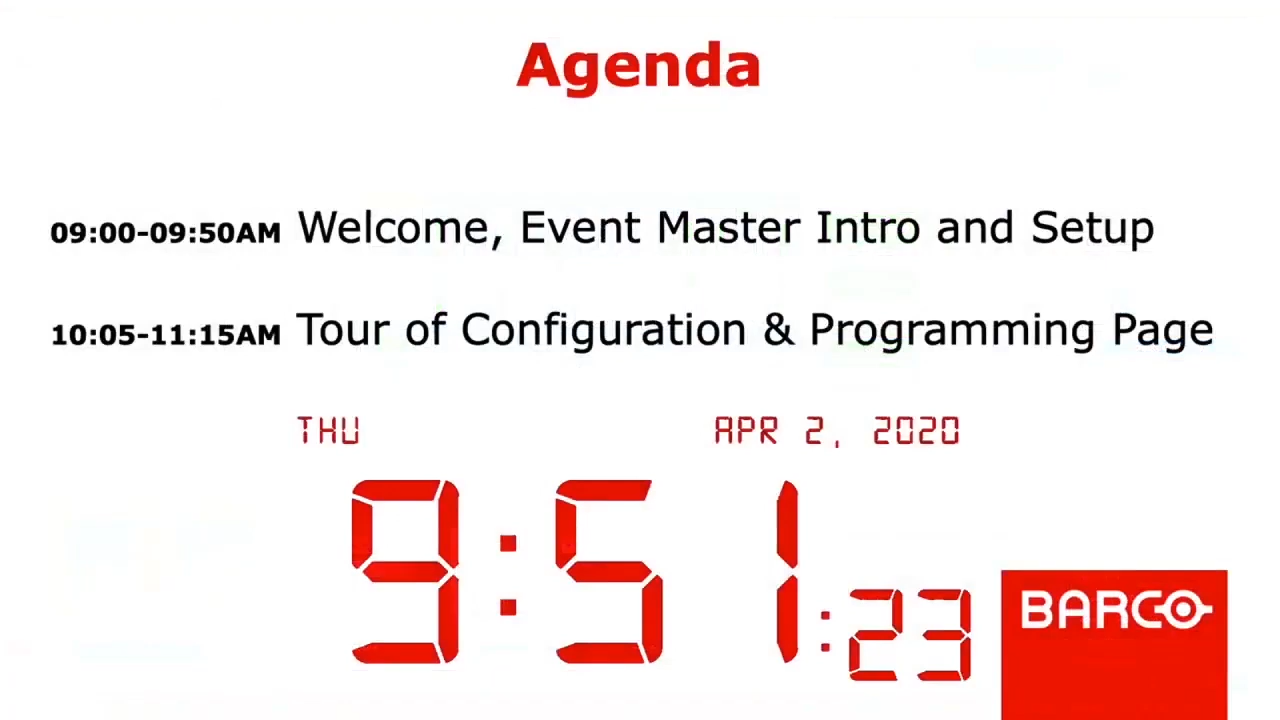 Agenda
09:00-09:50AM Welcome, Event Master Intro and Setup
10:05-11:15AM Tour of Configuration & Programming Page
THU APR 2, 2020
9:51:23
BARCO